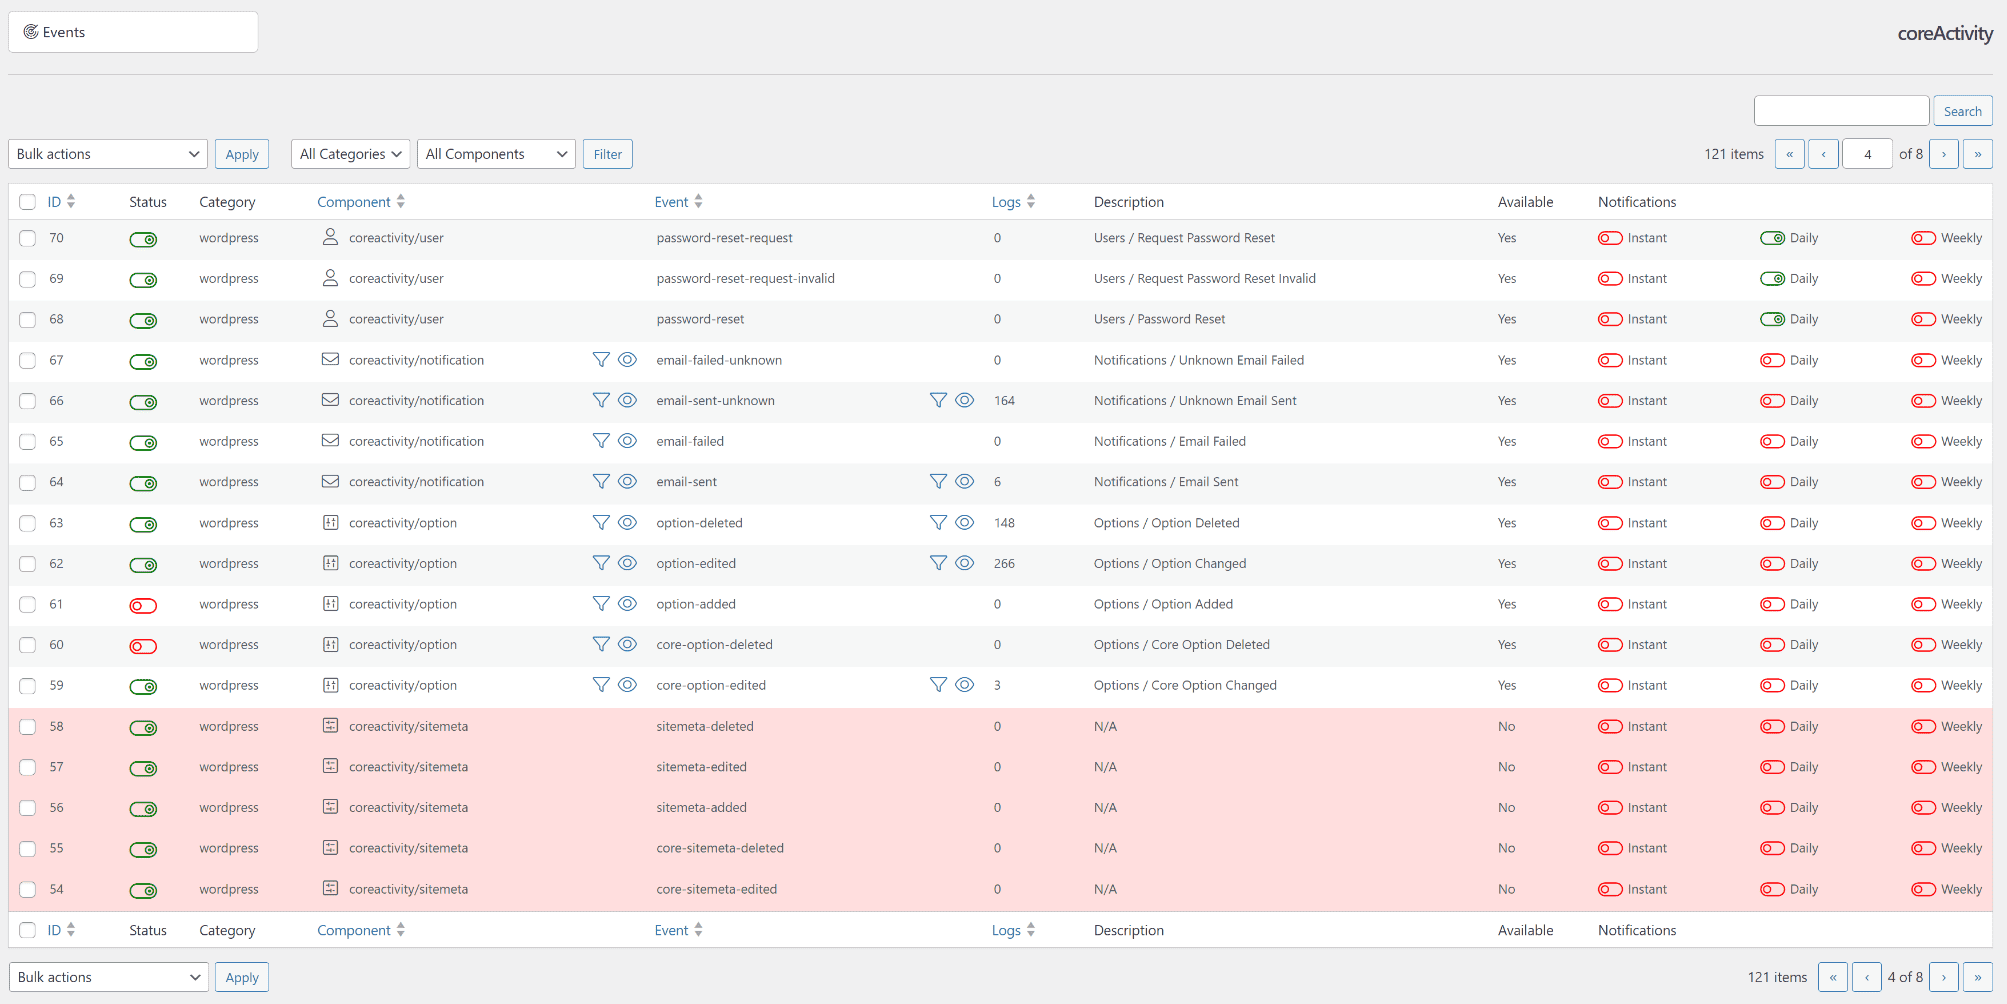 Events
coreActivity
Search
Bulk actions Apply All Categories All Components Filter 121 items « ‹ 4 of 8 › »
ID Status Category Component Event Logs Description Available Notifications
70 wordpress coreactivity/user password-reset-request 0 Users / Request Password Reset Yes Instant Daily Weekly
69 wordpress coreactivity/user password-reset-request-invalid 0 Users / Request Password Reset Invalid Yes Instant Daily Weekly
68 wordpress coreactivity/user password-reset 0 Users / Password Reset Yes Instant Daily Weekly
67 wordpress coreactivity/notification email-failed-unknown 0 Notifications / Unknown Email Failed Yes Instant Daily Weekly
66 wordpress coreactivity/notification email-sent-unknown 164 Notifications / Unknown Email Sent Yes Instant Daily Weekly
65 wordpress coreactivity/notification email-failed 0 Notifications / Email Failed Yes Instant Daily Weekly
64 wordpress coreactivity/notification email-sent 6 Notifications / Email Sent Yes Instant Daily Weekly
63 wordpress coreactivity/option option-deleted 148 Options / Option Deleted Yes Instant Daily Weekly
62 wordpress coreactivity/option option-edited 266 Options / Option Changed Yes Instant Daily Weekly
61 wordpress coreactivity/option option-added 0 Options / Option Added Yes Instant Daily Weekly
60 wordpress coreactivity/option core-option-deleted 0 Options / Core Option Deleted Yes Instant Daily Weekly
59 wordpress coreactivity/option core-option-edited 3 Options / Core Option Changed Yes Instant Daily Weekly
58 wordpress coreactivity/sitemeta sitemeta-deleted 0 N/A No Instant Daily Weekly
57 wordpress coreactivity/sitemeta sitemeta-edited 0 N/A No Instant Daily Weekly
56 wordpress coreactivity/sitemeta sitemeta-added 0 N/A No Instant Daily Weekly
55 wordpress coreactivity/sitemeta core-sitemeta-deleted 0 N/A No Instant Daily Weekly
54 wordpress coreactivity/sitemeta core-sitemeta-edited 0 N/A No Instant Daily Weekly
ID Status Category Component Event Logs Description Available Notifications
Bulk actions Apply 121 items « ‹ 4 of 8 › »